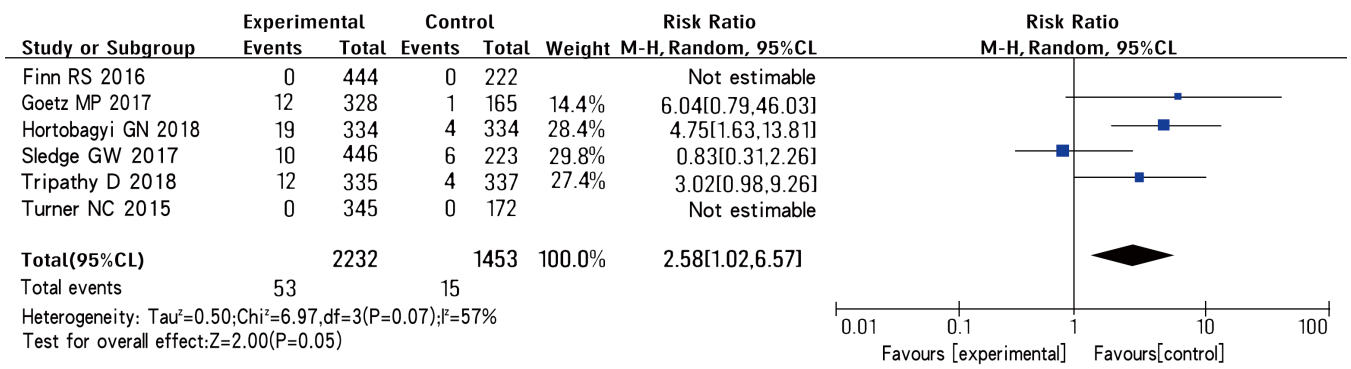 Experimental Control Risk Ratio Risk Ratio
Study or Subgroup Events Total Events Total Weight M-H, Random, 95%CL M-H, Random, 95%CL
Finn RS 2016 0 444 0 222 Not estimable
Goetz MP 2017 12 328 1 165 14.4% 6.04[0.79,46.03]
Hortobagyi GN 2018 19 334 4 334 28.4% 4.75[1.63,13.81]
Sledge GW 2017 10 446 6 223 29.8% 0.83[0.31,2.26]
Tripathy D 2018 12 335 4 337 27.4% 3.02[0.98,9.26]
Turner NC 2015 0 345 0 172 Not estimable
Total(95%CL) 2232 1453 100.0% 2.58[1.02,6.57]
Total events 53 15
Heterogeneity: Tau²=0.50;Chi²=6.97,df=3(P=0.07);I²=57%
Test for overall effect:Z=2.00(P=0.05)
0.01 0.1 1 10 100
Favours [experimental] Favours[control]